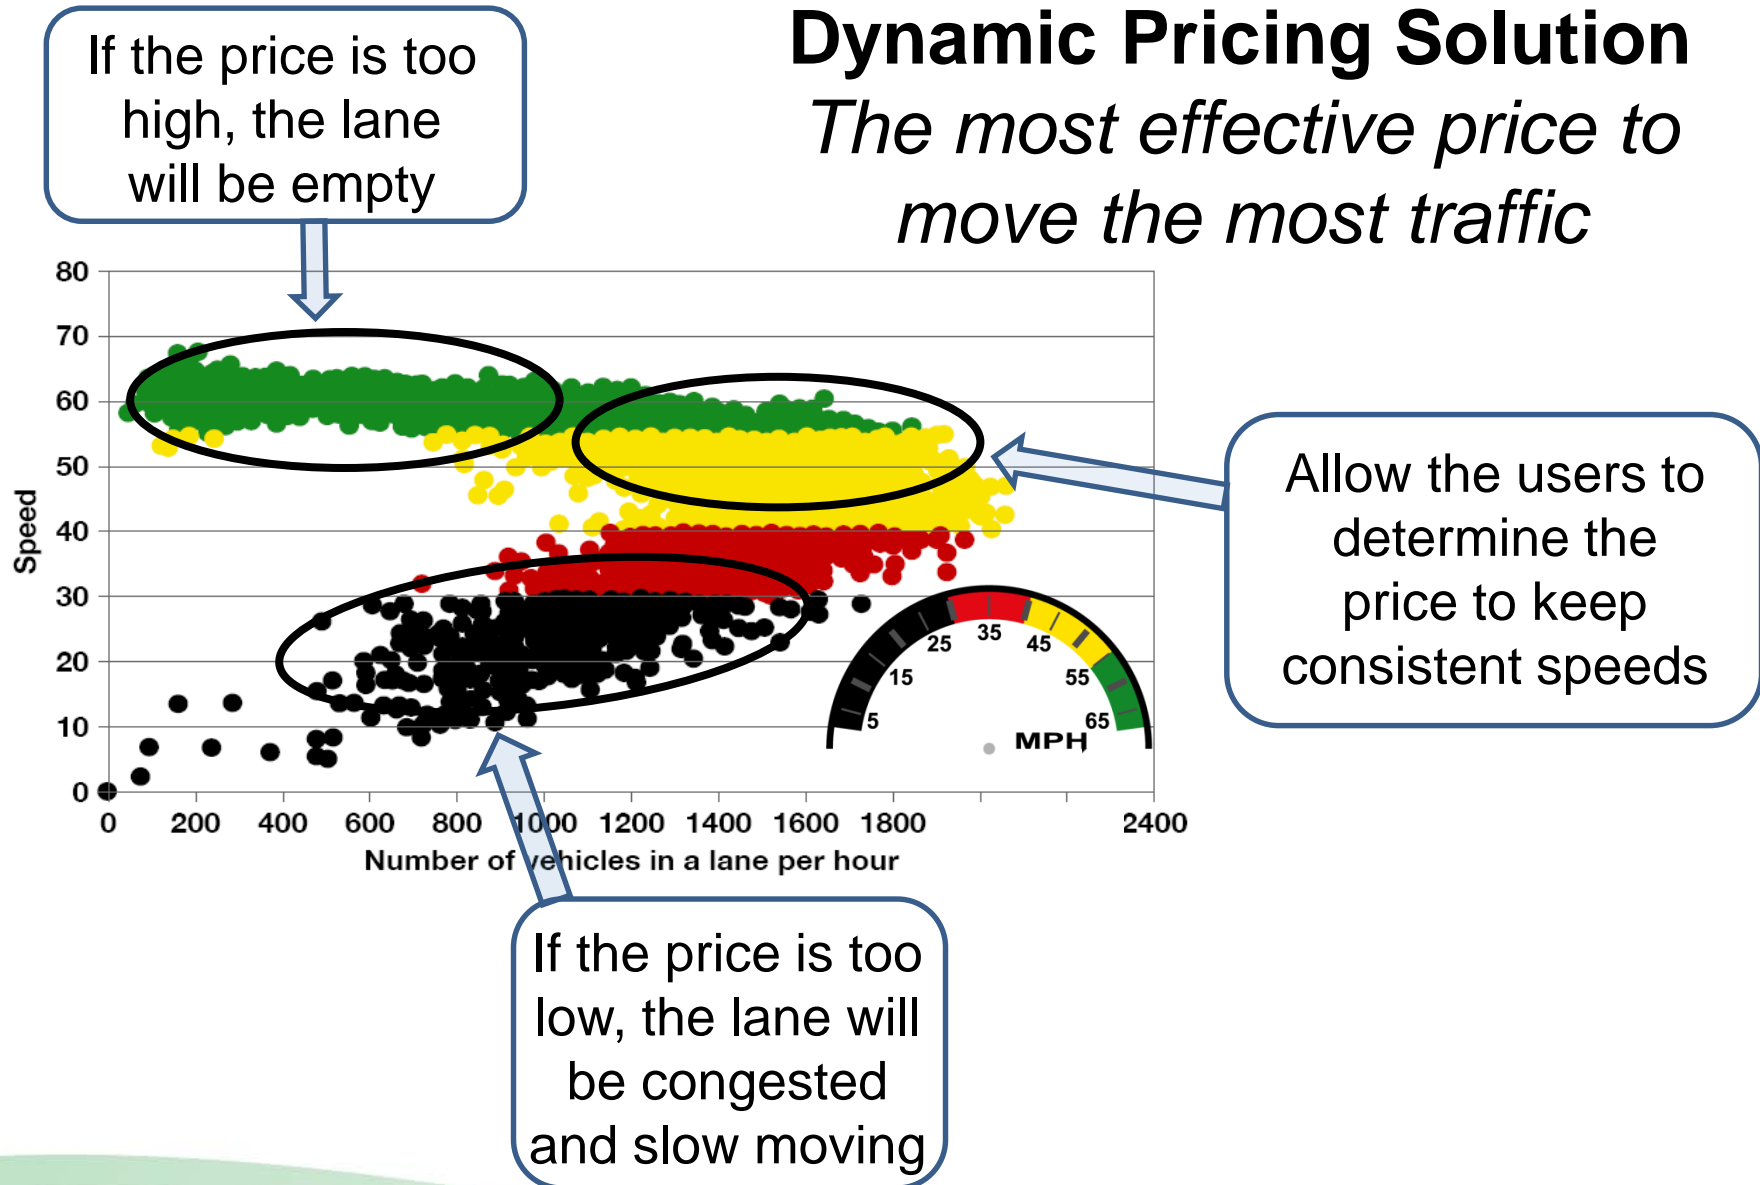 If the price is too
high, the lane
will be empty
Dynamic Pricing Solution
The most effective price to
move the most traffic
80
70
60
50
40
30
20
10
0
Speed
0 200 400 600 800 1000 1200 1400 1600 1800 2400
Number of vehicles in a lane per hour
5 15 25 35 45 55 65
MPH
Allow the users to
determine the
price to keep
consistent speeds
If the price is too
low, the lane will
be congested
and slow moving